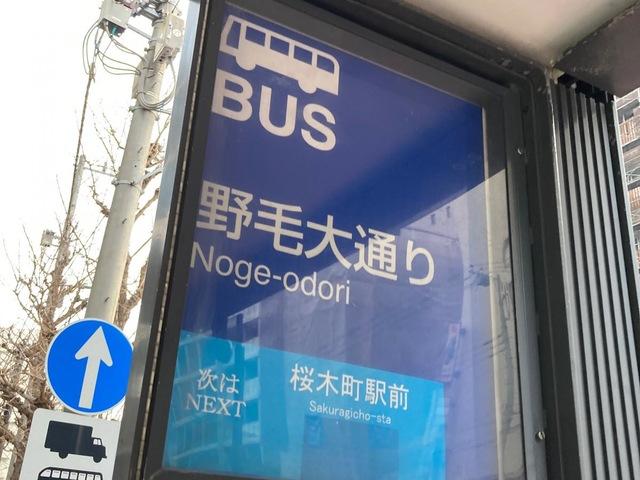 BUS
野毛大通り
Noge-odori
次は
NEXT
桜木町駅前
Sakuragicho-sta